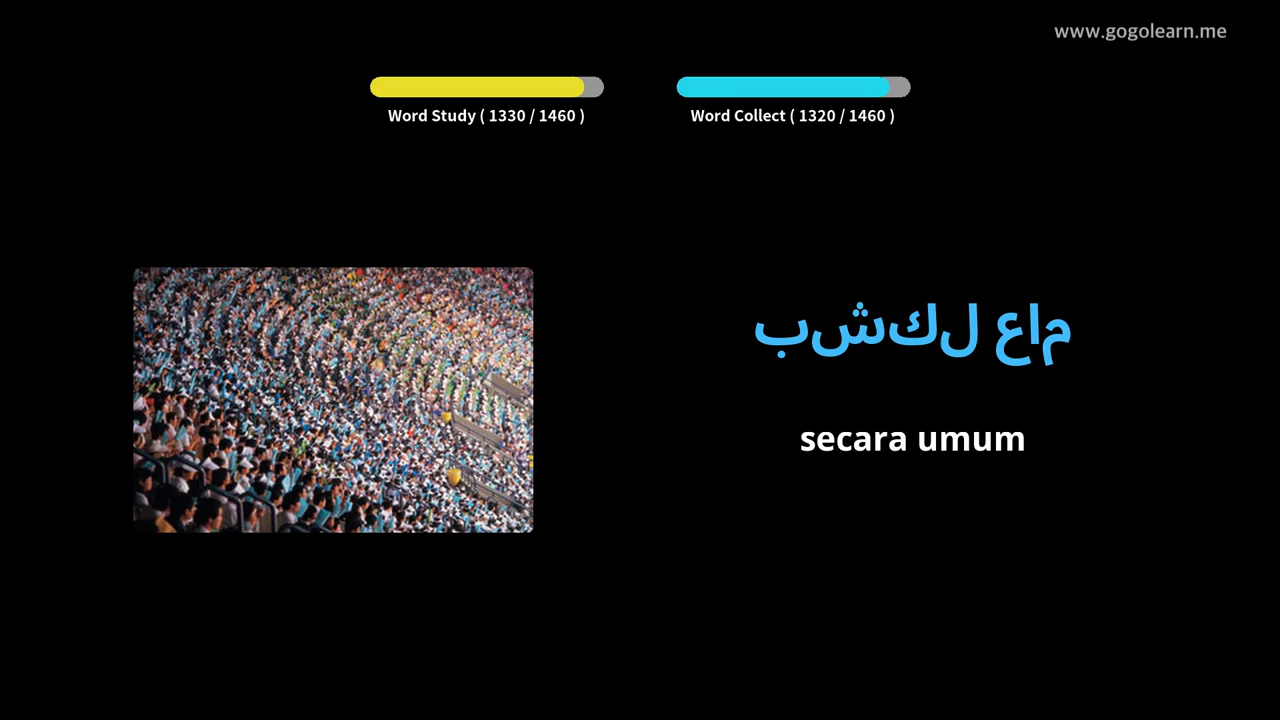 www.gogolearn.me
Word Study ( 1330 / 1460 )
Word Collect ( 1320 / 1460 )
بشكل عام
secara umum